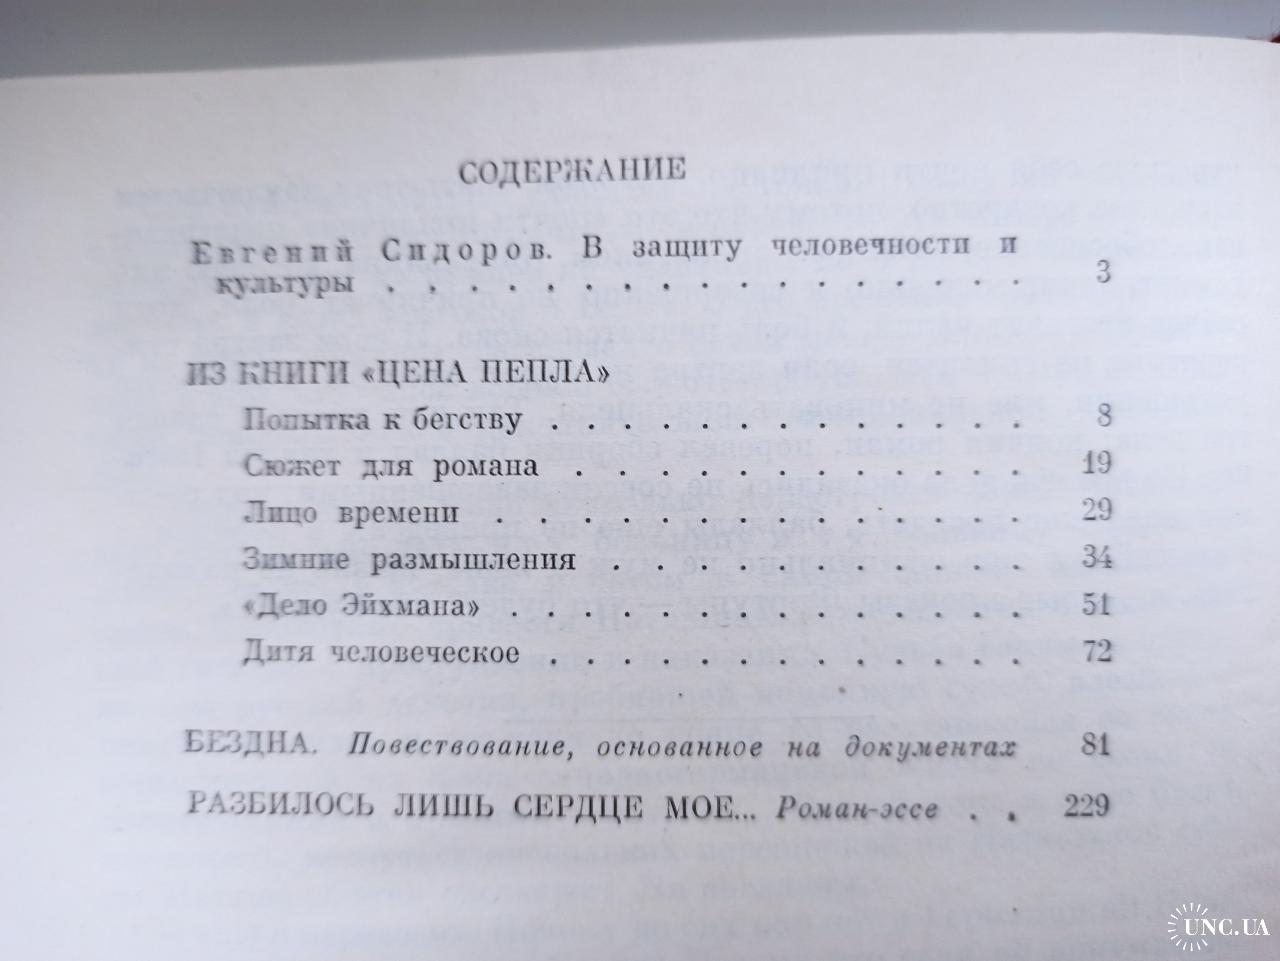 СОДЕРЖАНИЕ
Евгений Сидоров. В защиту человечности и
культуры . . . . . . . . . . . . . . . . . 3
ИЗ КНИГИ «ЦЕНА ПЕПЛА»
Попытка к бегству . . . . . . . . . . . . . 8
Сюжет для романа . . . . . . . . . . . . 19
Лицо времени . . . . . . . . . . . . . . 29
Зимние размышления . . . . . . . . . . . 34
«Дело Эйхмана» . . . . . . . . . . . . . 51
Дитя человеческое . . . . . . . . . . . . . 72
БЕЗДНА. Повествование, основанное на документах 81
РАЗБИЛОСЬ ЛИШЬ СЕРДЦЕ МОЕ... Роман-эссе . . 229
UNC.UA